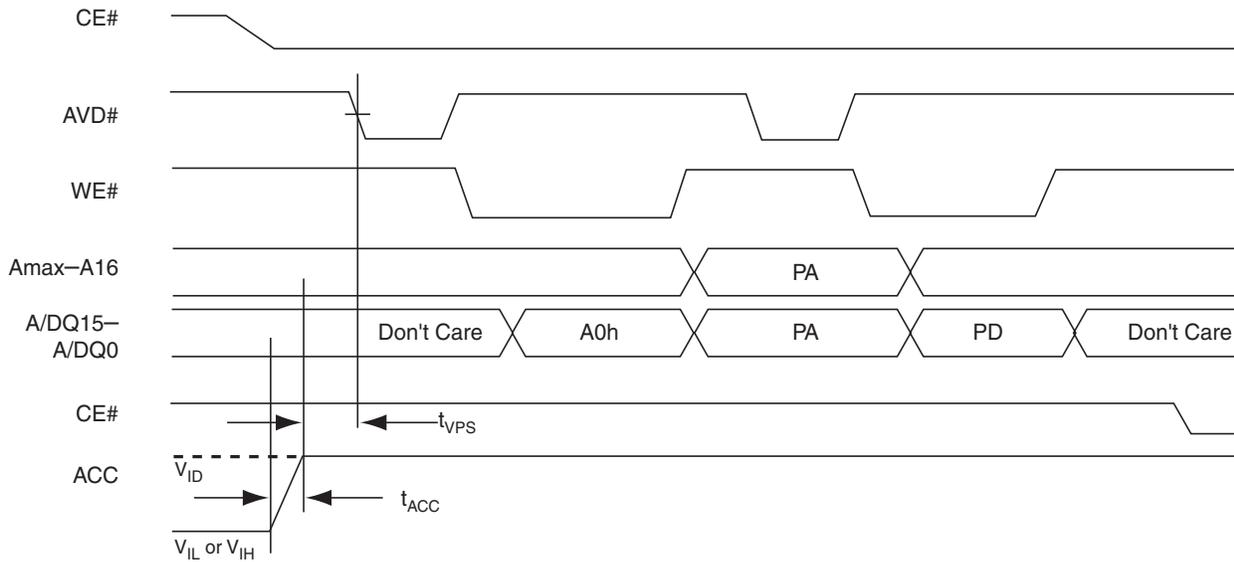 CE#
AVD#
WE#
Amax–A16
PA
A/DQ15–
A/DQ0
Don't Care
A0h
PA
PD
Don't Care
CE#
tVPS
ACC
VID
tACC
VIL or VIH